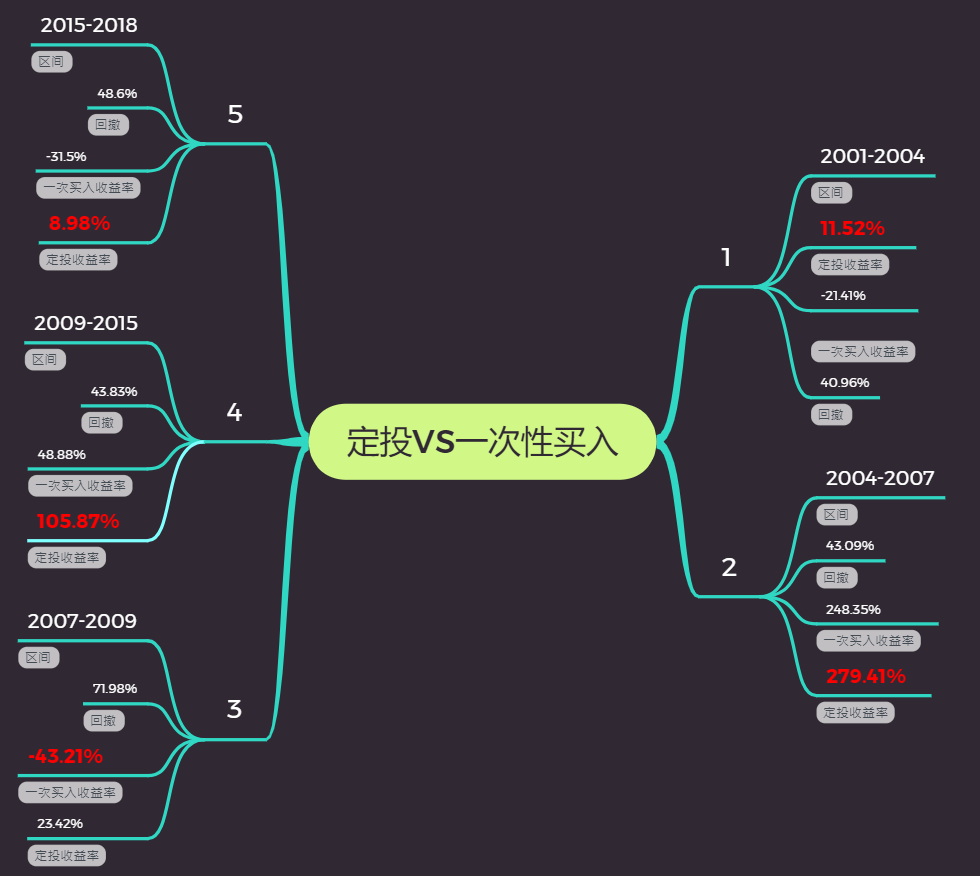 定投VS一次性买入
1
2001-2004
区间
11.52%
定投收益率
-21.41%
一次买入收益率
40.96%
回撤
2
2004-2007
区间
43.09%
回撤
248.35%
一次买入收益率
279.41%
定投收益率
3
2007-2009
区间
71.98%
回撤
-43.21%
一次买入收益率
23.42%
定投收益率
4
2009-2015
区间
43.83%
回撤
48.88%
一次买入收益率
105.87%
定投收益率
5
2015-2018
区间
48.6%
回撤
-31.5%
一次买入收益率
8.98%
定投收益率